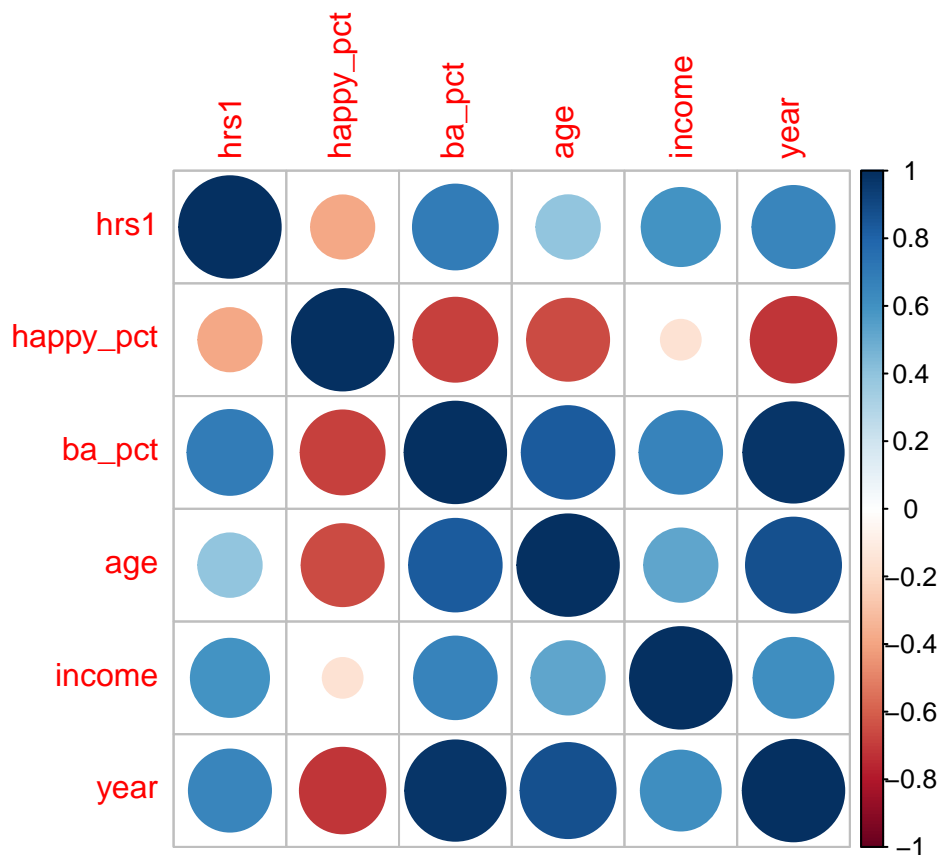 hrs1
happy_pct
ba_pct
age
income
year
hrs1
happy_pct
ba_pct
age
income
year
1
0.8
0.6
0.4
0.2
0
–0.2
–0.4
–0.6
–0.8
–1